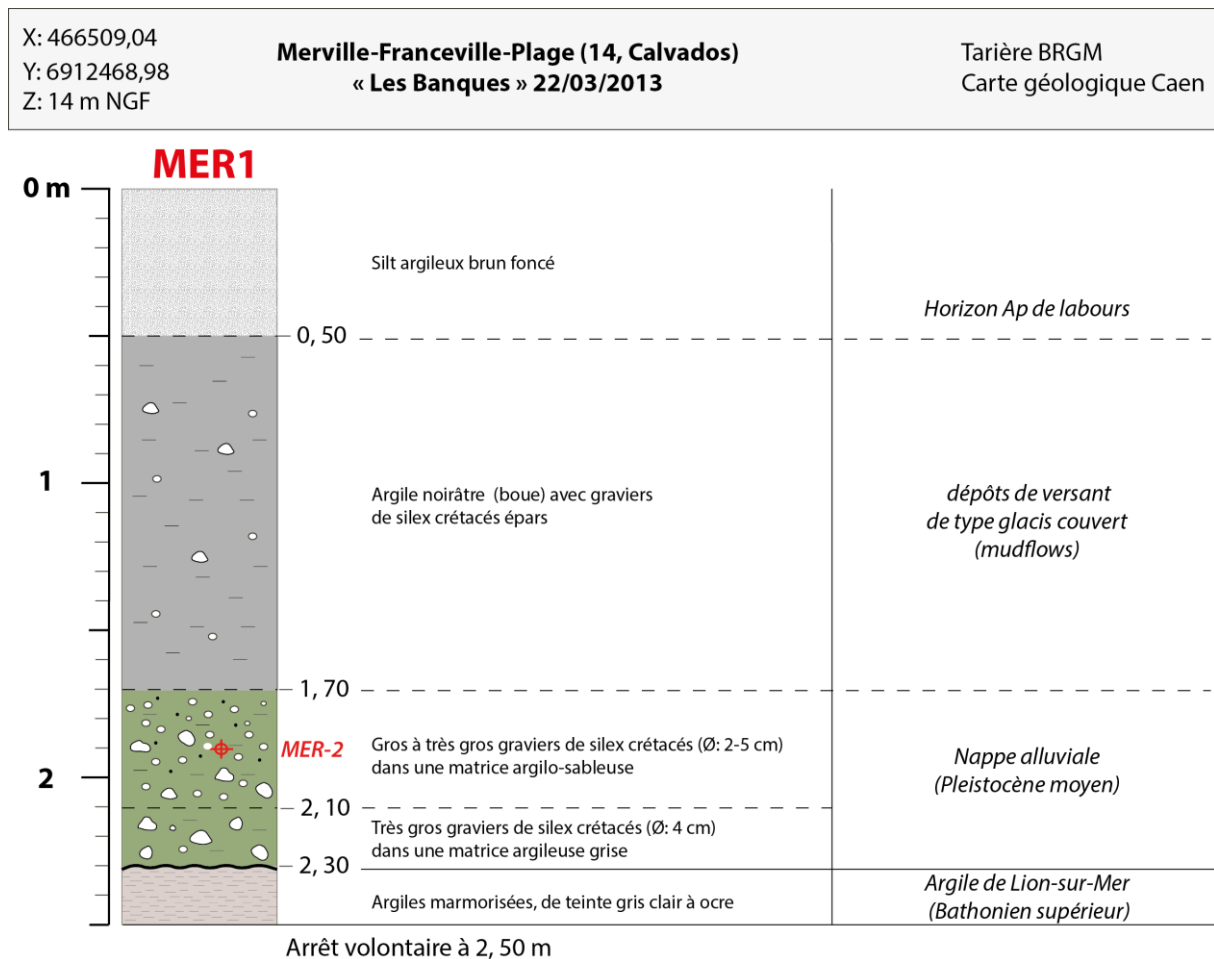 X: 466509,04
Y: 6912468,98
Z: 14 m NGF
Merville-Franceville-Plage (14, Calvados)
« Les Banques » 22/03/2013
Tarière BRGM
Carte géologique Caen
MER1
0 m
Silt argileux brun foncé
Horizon Ap de labours
0, 50
1
Argile noirâtre (boue) avec graviers
de silex crétacés épars
dépôts de versant
de type glacis couvert
(mudflows)
1, 70
MER-2
Gros à très gros graviers de silex crétacés (Ø: 2-5 cm)
dans une matrice argilo-sableuse
Nappe alluviale
(Pleistocène moyen)
2
2, 10
Très gros graviers de silex crétacés (Ø: 4 cm)
dans une matrice argileuse grise
2, 30
Argiles marmorisées, de teinte gris clair à ocre
Argile de Lion-sur-Mer
(Bathonien supérieur)
Arrêt volontaire à 2, 50 m